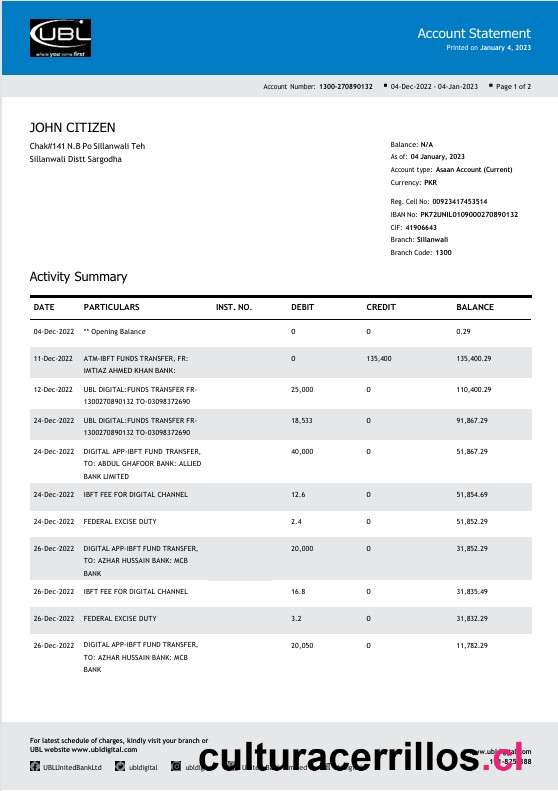 UBL
where you come first
Account Statement
Printed on January 4, 2023
Account Number: 1300-270890132 ▪ 04-Dec-2022 - 04-Jan-2023 ▪ Page 1 of 2
JOHN CITIZEN
Chak#141 N.B Po Sillanwali Teh
Sillanwali Distt Sargodha
Balance: N/A
As of: 04 January, 2023
Account type: Asaan Account (Current)
Currency: PKR
Reg. Cell No: 00923417453514
IBAN No: PK72UNIL0109000270890132
CIF: 41906643
Branch: Sillanwali
Branch Code: 1300
Activity Summary
DATE PARTICULARS INST. NO. DEBIT CREDIT BALANCE
04-Dec-2022 ** Opening Balance 0 0 0.29
11-Dec-2022 ATM-IBFT FUNDS TRANSFER, FR: 0 135,400 135,400.29
IMTIAZ AHMED KHAN BANK:
12-Dec-2022 UBL DIGITAL:FUNDS TRANSFER FR- 25,000 0 110,400.29
1300270890132 TO-03098372690
24-Dec-2022 UBL DIGITAL:FUNDS TRANSFER FR- 18,533 0 91,867.29
1300270890132 TO-03098372690
24-Dec-2022 DIGITAL APP-IBFT FUND TRANSFER, 40,000 0 51,867.29
TO: ABDUL GHAFOOR BANK: ALLIED
BANK LIMITED
24-Dec-2022 IBFT FEE FOR DIGITAL CHANNEL 12.6 0 51,854.69
24-Dec-2022 FEDERAL EXCISE DUTY 2.4 0 51,852.29
26-Dec-2022 DIGITAL APP-IBFT FUND TRANSFER, 20,000 0 31,852.29
TO: AZHAR HUSSAIN BANK: MCB
BANK
26-Dec-2022 IBFT FEE FOR DIGITAL CHANNEL 16.8 0 31,835.49
26-Dec-2022 FEDERAL EXCISE DUTY 3.2 0 31,832.29
26-Dec-2022 DIGITAL APP-IBFT FUND TRANSFER, 20,050 0 11,782.29
TO: AZHAR HUSSAIN BANK: MCB
BANK
For latest schedule of charges, kindly visit your branch or
UBL website www.ubldigital.com
UBLUnitedBankLtd ubldigital
culturacerrillos.cl